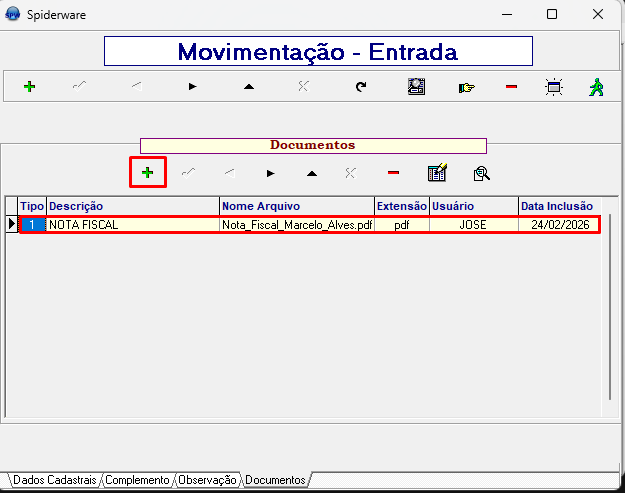 SPW Spiderware
Movimentação - Entrada
Documentos
Tipo Descrição Nome Arquivo Extensão Usuário Data Inclusão
1 NOTA FISCAL Nota_Fiscal_Marcelo_Alves.pdf pdf JOSE 24/02/2026
Dados Cadastrais Complemento Observação Documentos